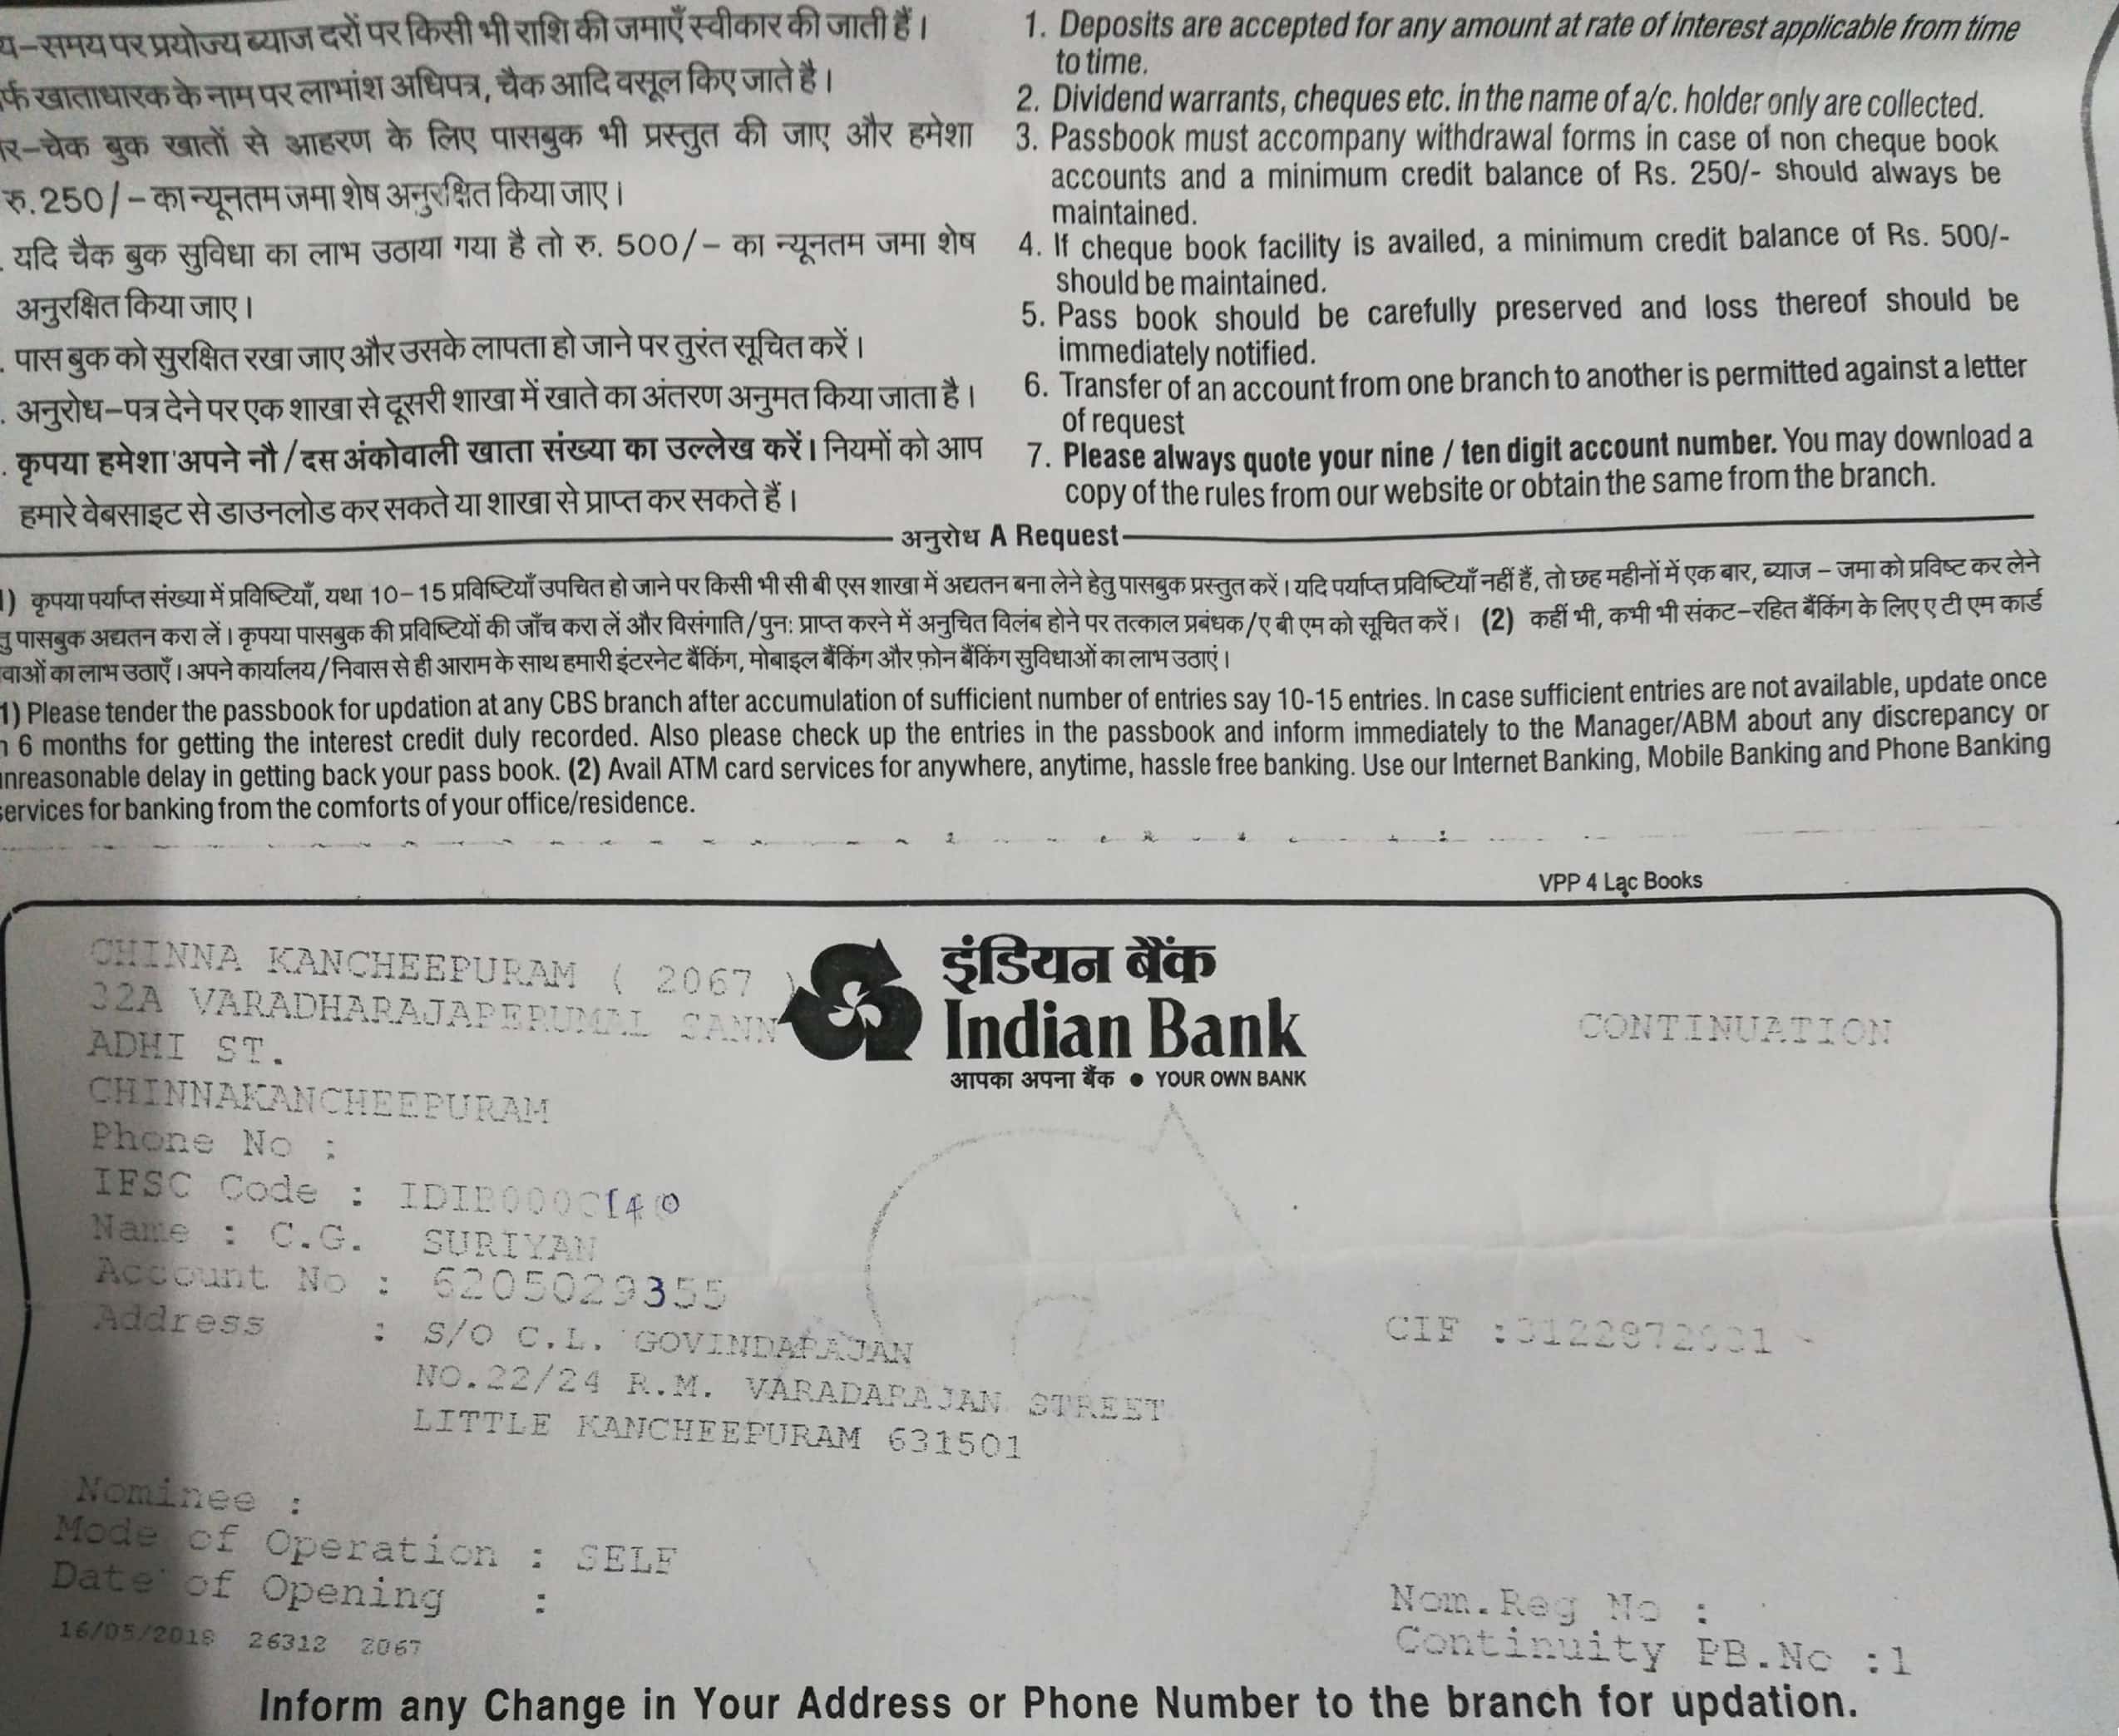 य-समय पर प्रयोज्य ब्याज दरों पर किसी भी राशि की जमाएँ स्वीकार की जाती हैं।
र्फ खाताधारक के नाम पर लाभांश अधिपत्र, चैक आदि वसूल किए जाते है।
र-चेक बुक खातों से आहरण के लिए पासबुक भी प्रस्तुत की जाए और हमेशा
रु. 250/- का न्यूनतम जमा शेष अनुरक्षित किया जाए।
. यदि चैक बुक सुविधा का लाभ उठाया गया है तो रु. 500/- का न्यूनतम जमा शेष
अनुरक्षित किया जाए।
. पास बुक को सुरक्षित रखा जाए और उसके लापता हो जाने पर तुरंत सूचित करें।
. अनुरोध-पत्र देने पर एक शाखा से दूसरी शाखा में खाते का अंतरण अनुमत किया जाता है।
. कृपया हमेशा अपने नौ/दस अंकोवाली खाता संख्या का उल्लेख करें। नियमों को आप
हमारे वेबसाइट से डाउनलोड कर सकते या शाखा से प्राप्त कर सकते हैं।
1. Deposits are accepted for any amount at rate of interest applicable from time
to time.
2. Dividend warrants, cheques etc. in the name of a/c. holder only are collected.
3. Passbook must accompany withdrawal forms in case of non cheque book
accounts and a minimum credit balance of Rs. 250/- should always be
maintained.
4. If cheque book facility is availed, a minimum credit balance of Rs. 500/-
should be maintained.
5. Pass book should be carefully preserved and loss thereof should be
immediately notified.
6. Transfer of an account from one branch to another is permitted against a letter
of request
7. Please always quote your nine / ten digit account number. You may download a
copy of the rules from our website or obtain the same from the branch.
अनुरोध A Request
1) कृपया पर्याप्त संख्या में प्रविष्टियाँ, यथा 10-15 प्रविष्टियाँ उपचित हो जाने पर किसी भी सी बी एस शाखा में अद्यतन बना लेने हेतु पासबुक प्रस्तुत करें। यदि पर्याप्त प्रविष्टियाँ नहीं हैं, तो छह महीनों में एक बार, ब्याज - जमा को प्रविष्ट कर लेने
तु पासबुक अद्यतन करा लें। कृपया पासबुक की प्रविष्टियों की जाँच करा लें और विसंगाति/पुनः प्राप्त करने में अनुचित विलंब होने पर तत्काल प्रबंधक/ए बी एम को सूचित करें। (2) कहीं भी, कभी भी संकट-रहित बैंकिंग के लिए ए टी एम कार्ड
वाओं का लाभ उठाएँ। अपने कार्यालय/निवास से ही आराम के साथ हमारी इंटरनेट बैंकिंग, मोबाइल बैंकिंग और फ़ोन बैंकिंग सुविधाओं का लाभ उठाएं।
1) Please tender the passbook for updation at any CBS branch after accumulation of sufficient number of entries say 10-15 entries. In case sufficient entries are not available, update once
n 6 months for getting the interest credit duly recorded. Also please check up the entries in the passbook and inform immediately to the Manager/ABM about any discrepancy or
unreasonable delay in getting back your pass book. (2) Avail ATM card services for anywhere, anytime, hassle free banking. Use our Internet Banking, Mobile Banking and Phone Banking
services for banking from the comforts of your office/residence.
VPP 4 Lac Books
CHINNA KANCHEEPURAM ( 2067 )
32A VARADHARAJAPERUMAL SANN
ADHI ST.
CHINNAKANCHEEPURAM
Phone No :
IFSC Code : IDIB000C140
Name : C.G. SURIYAN
Account No : 6205029355
Address : S/O C.L. GOVINDARAJAN
NO.22/24 R.M. VARADARAJAN STREET
LITTLE KANCHEEPURAM 631501
इंडियन बैंक
Indian Bank
आपका अपना बैंक ● YOUR OWN BANK
CONTINUATION
CIF :
Nominee :
Mode of Operation : SELF
Date of Opening :
16/05/2018 26312 2067
Nom.Reg No :
Continuity PB.No :1
Inform any Change in Your Address or Phone Number to the branch for updation.